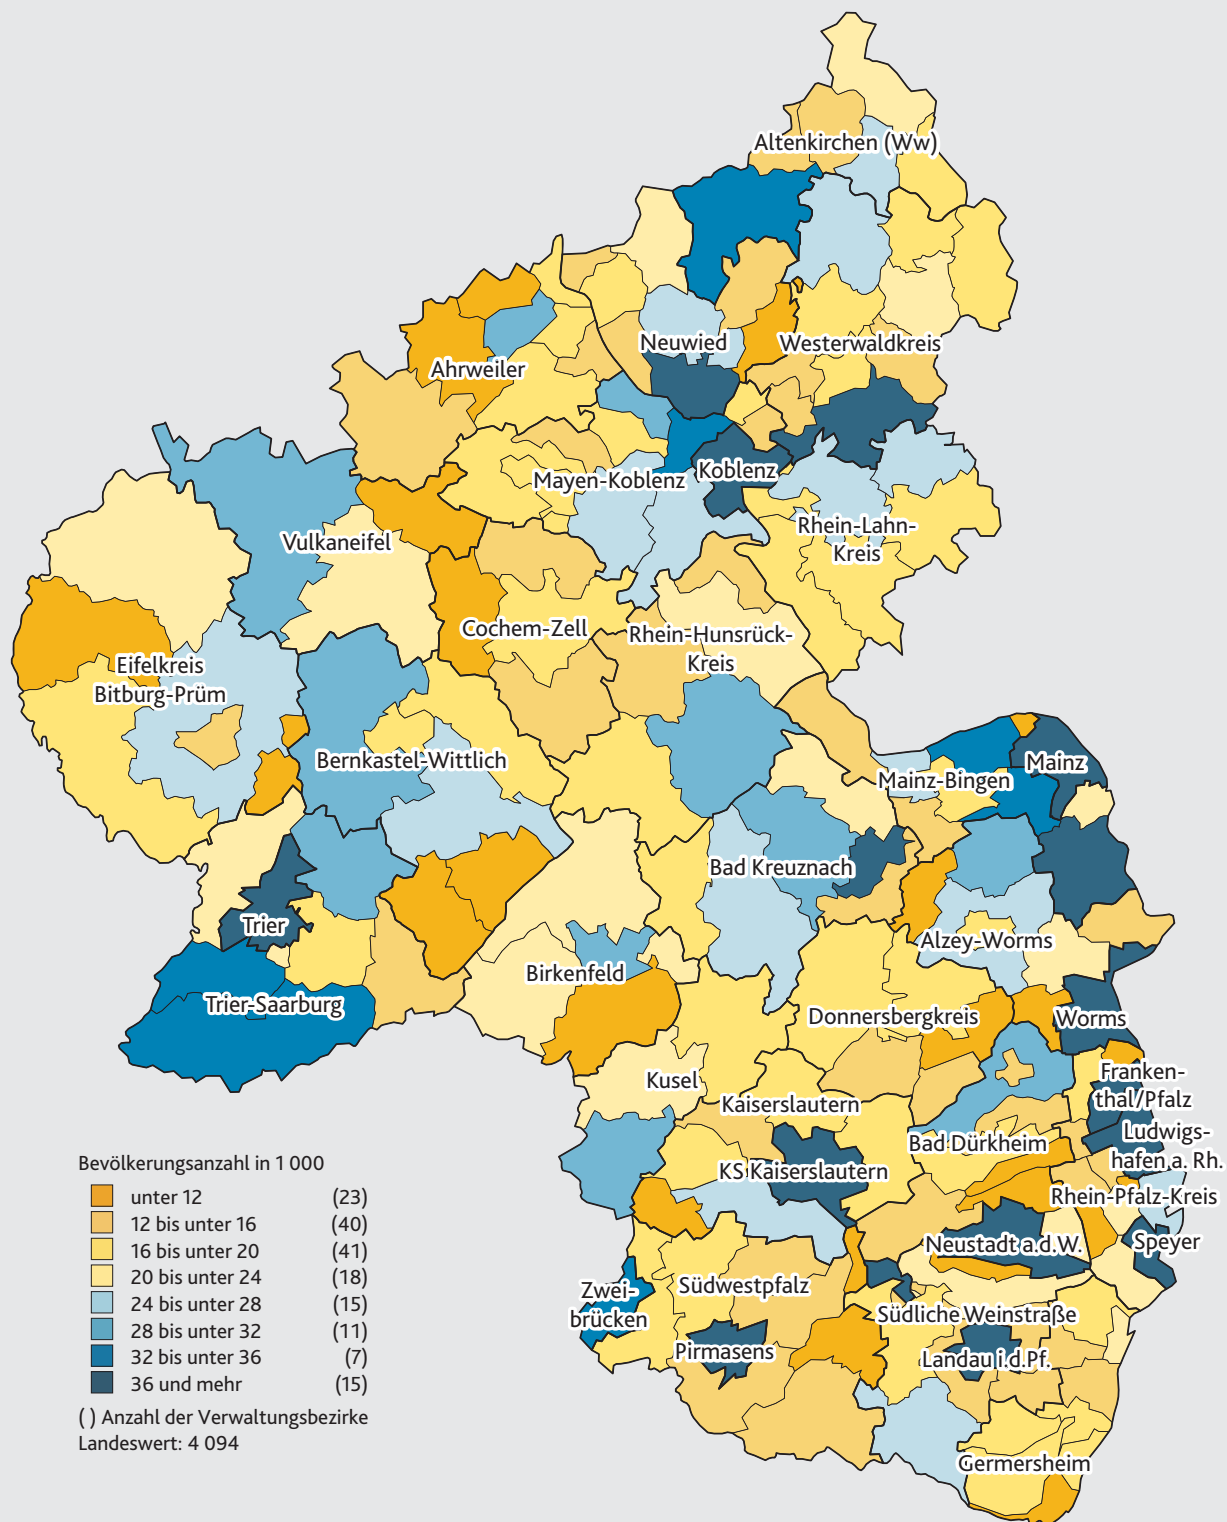 Altenkirchen (Ww)
Neuwied
Westerwaldkreis
Ahrweiler
Mayen-Koblenz
Koblenz
Rhein-Lahn-
Kreis
Vulkaneifel
Cochem-Zell
Rhein-Hunsrück-
Kreis
Eifelkreis
Bitburg-Prüm
Bernkastel-Wittlich
Mainz-Bingen
Mainz
Bad Kreuznach
Trier
Alzey-Worms
Birkenfeld
Trier-Saarburg
Donnersbergkreis
Worms
Kusel
Franken-
thal/Pfalz
Kaiserslautern
Bad Dürkheim
Ludwigs-
hafen a. Rh.
KS Kaiserslautern
Rhein-Pfalz-Kreis
Neustadt a.d.W.
Speyer
Zwei-
brücken
Südwestpfalz
Südliche Weinstraße
Pirmasens
Landau i.d.Pf.
Germersheim
Bevölkerungsanzahl in 1 000
unter 12 (23)
12 bis unter 16 (40)
16 bis unter 20 (41)
20 bis unter 24 (18)
24 bis unter 28 (15)
28 bis unter 32 (11)
32 bis unter 36 (7)
36 und mehr (15)
( ) Anzahl der Verwaltungsbezirke
Landeswert: 4 094